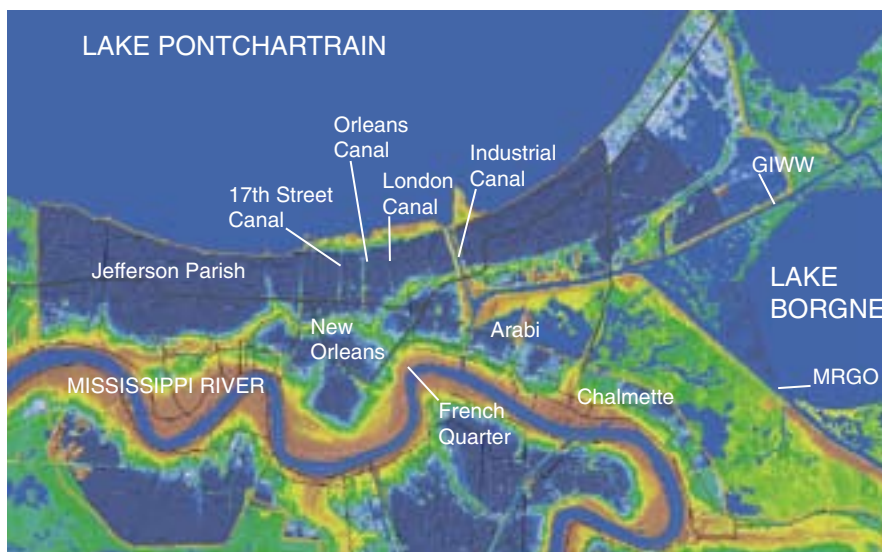 LAKE PONTCHARTRAIN
Orleans
Canal
Industrial
Canal
GIWW
17th Street
Canal
London
Canal
Jefferson Parish
LAKE
BORGNE
New
Orleans
Arabi
MISSISSIPPI RIVER
MRGO
Chalmette
French
Quarter